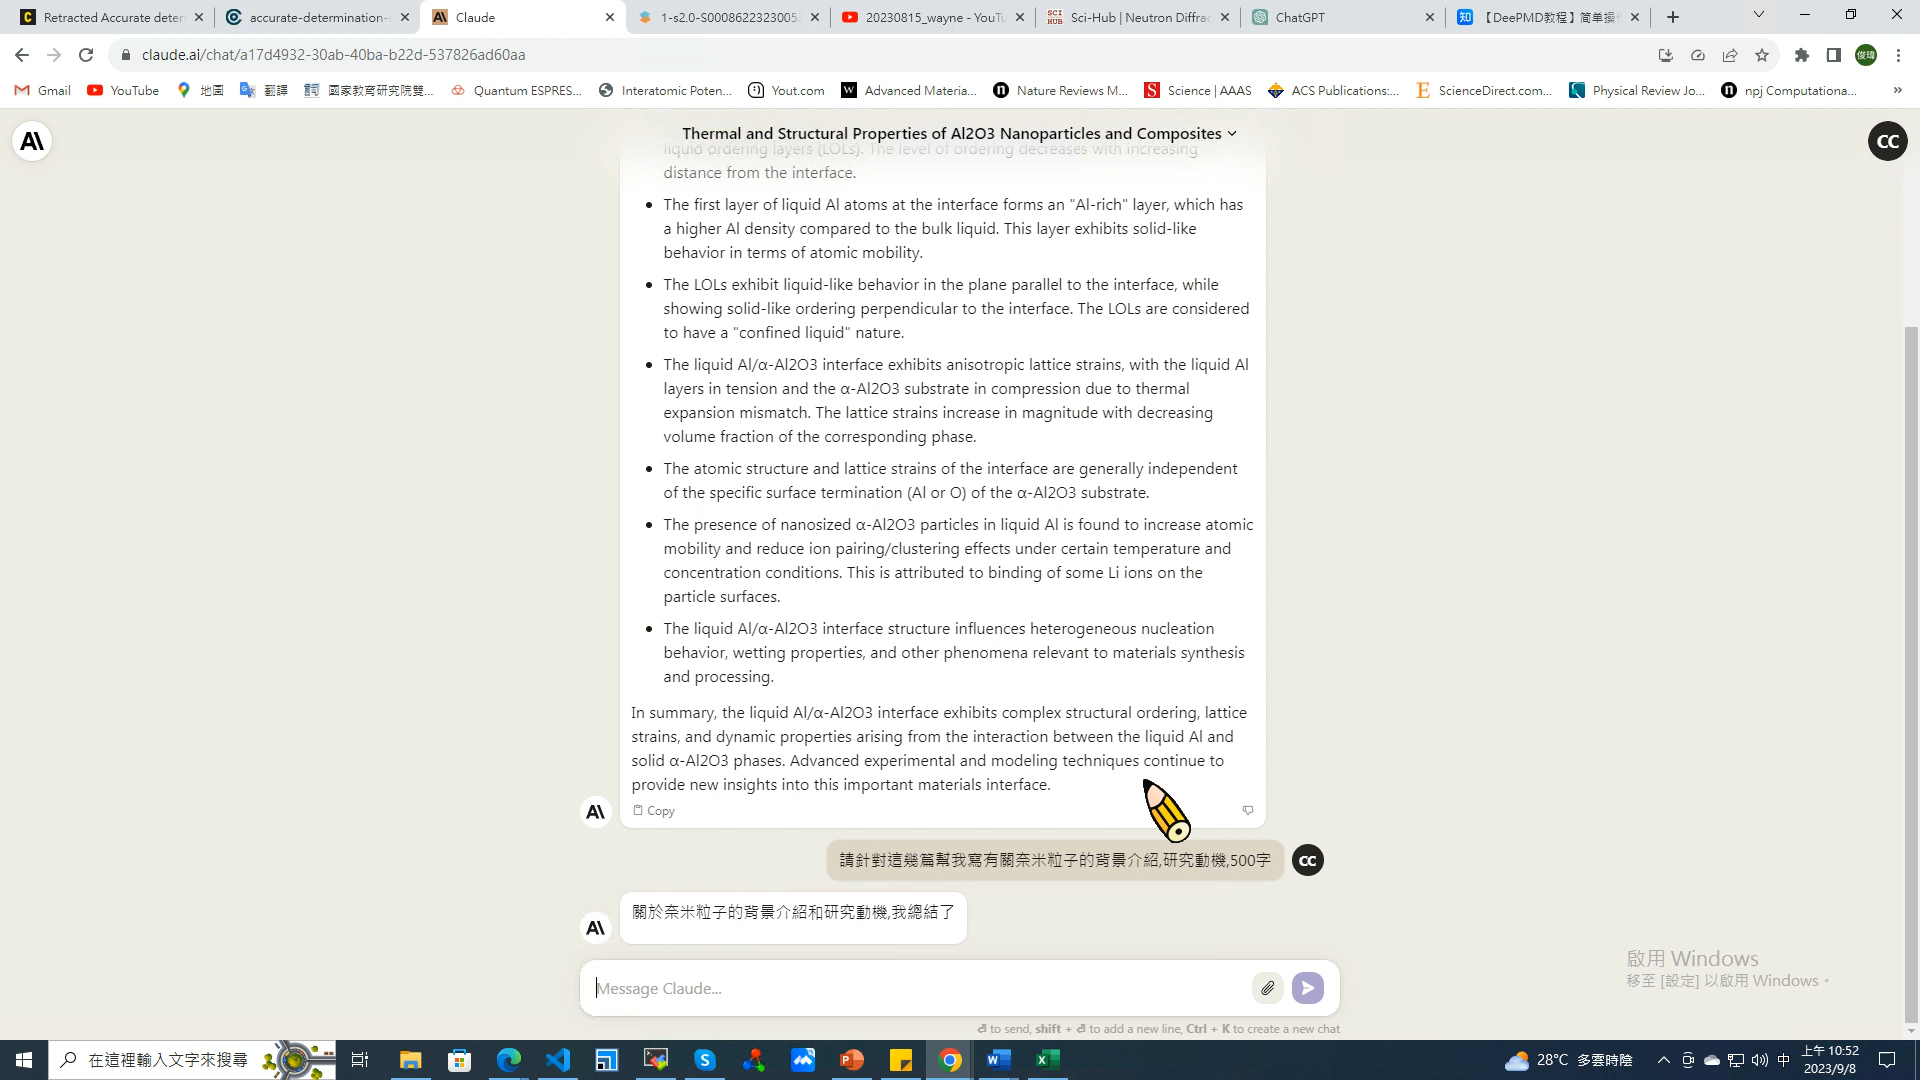 Retracted Accurate deter
accurate-determination-
Claude
1-s2.0-S00086223230053
20230815_wayne - YouTu
Sci-Hub | Neutron Diffrac
ChatGPT
【DeePMD教程】简单操
claude.ai/chat/a17d4932-30ab-40ba-b22d-537826ad60aa
俊瑋
Gmail
YouTube
地圖
翻譯
國家教育研究院雙...
Quantum ESPRES...
Interatomic Poten...
Yout.com
Advanced Materia...
Nature Reviews M...
Science | AAAS
ACS Publications:...
ScienceDirect.com...
Physical Review Jo...
npj Computationa...
»
Thermal and Structural Properties of Al2O3 Nanoparticles and Composites
CC
liquid ordering layers (LOLs). The level of ordering decreases with increasing
distance from the interface.
• The first layer of liquid Al atoms at the interface forms an "Al-rich" layer, which has
a higher Al density compared to the bulk liquid. This layer exhibits solid-like
behavior in terms of atomic mobility.
• The LOLs exhibit liquid-like behavior in the plane parallel to the interface, while
showing solid-like ordering perpendicular to the interface. The LOLs are considered
to have a "confined liquid" nature.
• The liquid Al/α-Al2O3 interface exhibits anisotropic lattice strains, with the liquid Al
layers in tension and the α-Al2O3 substrate in compression due to thermal
expansion mismatch. The lattice strains increase in magnitude with decreasing
volume fraction of the corresponding phase.
• The atomic structure and lattice strains of the interface are generally independent
of the specific surface termination (Al or O) of the α-Al2O3 substrate.
• The presence of nanosized α-Al2O3 particles in liquid Al is found to increase atomic
mobility and reduce ion pairing/clustering effects under certain temperature and
concentration conditions. This is attributed to binding of some Li ions on the
particle surfaces.
• The liquid Al/α-Al2O3 interface structure influences heterogeneous nucleation
behavior, wetting properties, and other phenomena relevant to materials synthesis
and processing.
In summary, the liquid Al/α-Al2O3 interface exhibits complex structural ordering, lattice
strains, and dynamic properties arising from the interaction between the liquid Al and
solid α-Al2O3 phases. Advanced experimental and modeling techniques continue to
provide new insights into this important materials interface.
Copy
請針對這幾篇幫我寫有關奈米粒子的背景介紹,研究動機,500字
CC
關於奈米粒子的背景介紹和研究動機,我總結了
Message Claude...
to send, shift + to add a new line, Ctrl + K to create a new chat
啟用 Windows
移至 [設定] 以啟用 Windows。
在這裡輸入文字來搜尋
28°C 多雲時陰
中
上午 10:52
2023/9/8